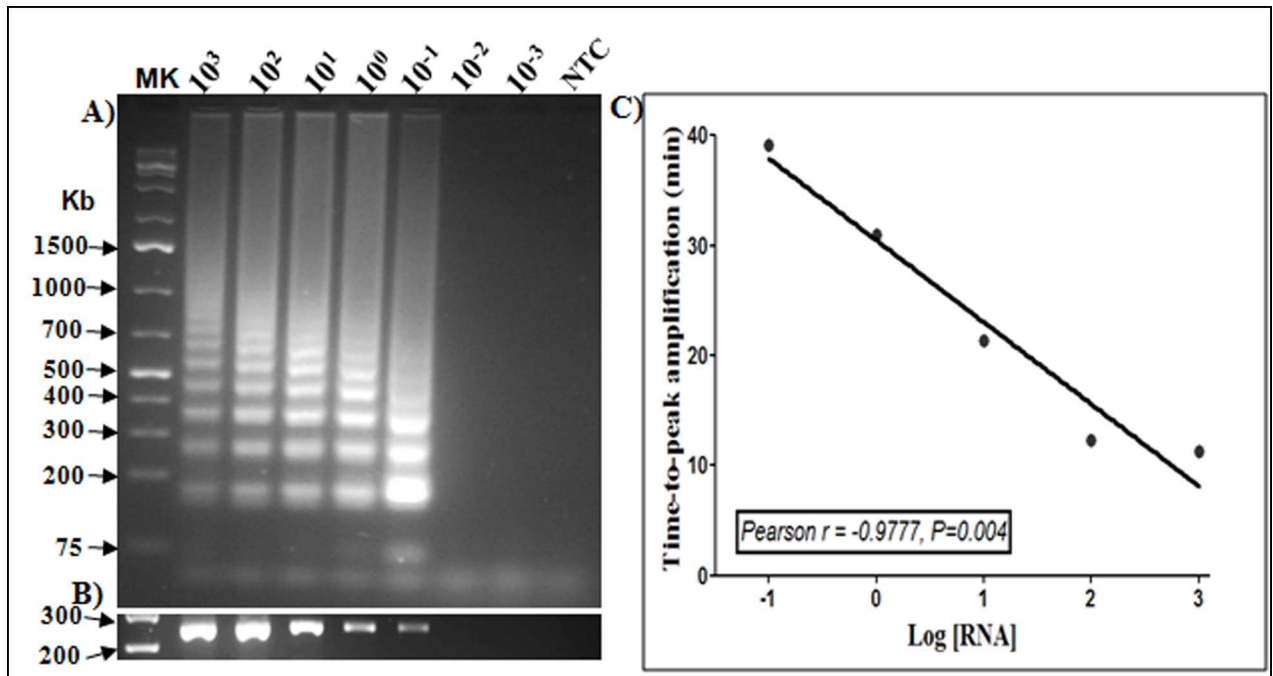 MK 10³ 10² 10¹ 10⁰ 10⁻¹ 10⁻² 10⁻³ NTC
A)
Kb
1500
1000
700
500
400
300
200
75
B)
300
200
C)
Time-to-peak amplification (min)
40
30
20
10
0
Pearson r = -0.9777, P=0.004
-1 0 1 2 3
Log [RNA]